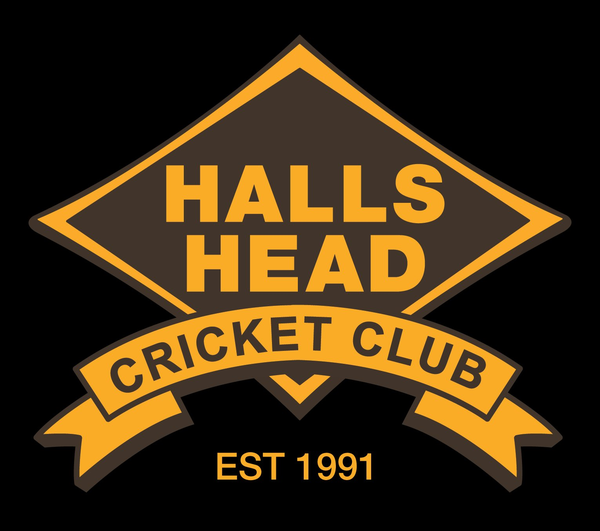 HALLS
HEAD
CRICKET CLUB
EST 1991